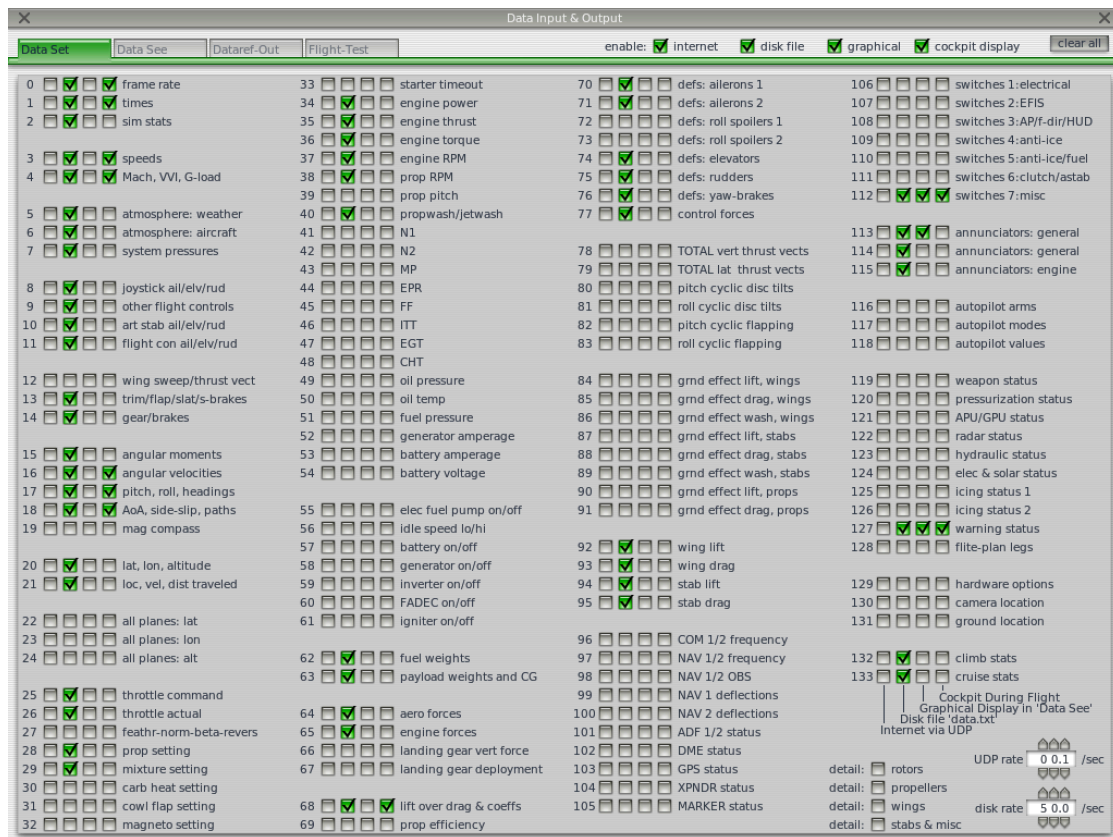 Data Input & Output
Data Set
Data See
Dataref-Out
Flight-Test
enable: internet disk file graphical cockpit display
clear all
0 frame rate
1 times
2 sim stats
3 speeds
4 Mach, VVI, G-load
5 atmosphere: weather
6 atmosphere: aircraft
7 system pressures
8 joystick ail/elv/rud
9 other flight controls
10 art stab ail/elv/rud
11 flight con ail/elv/rud
12 wing sweep/thrust vect
13 trim/flap/slat/s-brakes
14 gear/brakes
15 angular moments
16 angular velocities
17 pitch, roll, headings
18 AoA, side-slip, paths
19 mag compass
20 lat, lon, altitude
21 loc, vel, dist traveled
22 all planes: lat
23 all planes: lon
24 all planes: alt
25 throttle command
26 throttle actual
27 feathr-norm-beta-revers
28 prop setting
29 mixture setting
30 carb heat setting
31 cowl flap setting
32 magneto setting
33 starter timeout
34 engine power
35 engine thrust
36 engine torque
37 engine RPM
38 prop RPM
39 prop pitch
40 propwash/jetwash
41 N1
42 N2
43 MP
44 EPR
45 FF
46 ITT
47 EGT
48 CHT
49 oil pressure
50 oil temp
51 fuel pressure
52 generator amperage
53 battery amperage
54 battery voltage
55 elec fuel pump on/off
56 idle speed lo/hi
57 battery on/off
58 generator on/off
59 inverter on/off
60 FADEC on/off
61 igniter on/off
62 fuel weights
63 payload weights and CG
64 aero forces
65 engine forces
66 landing gear vert force
67 landing gear deployment
68 lift over drag & coeffs
69 prop efficiency
70 defs: ailerons 1
71 defs: ailerons 2
72 defs: roll spoilers 1
73 defs: roll spoilers 2
74 defs: elevators
75 defs: rudders
76 defs: yaw-brakes
77 control forces
78 TOTAL vert thrust vects
79 TOTAL lat thrust vects
80 pitch cyclic disc tilts
81 roll cyclic disc tilts
82 pitch cyclic flapping
83 roll cyclic flapping
84 grnd effect lift, wings
85 grnd effect drag, wings
86 grnd effect wash, wings
87 grnd effect lift, stabs
88 grnd effect drag, stabs
89 grnd effect wash, stabs
90 grnd effect lift, props
91 grnd effect drag, props
92 wing lift
93 wing drag
94 stab lift
95 stab drag
96 COM 1/2 frequency
97 NAV 1/2 frequency
98 NAV 1/2 OBS
99 NAV 1 deflections
100 NAV 2 deflections
101 ADF 1/2 status
102 DME status
103 GPS status
104 XPNDR status
105 MARKER status
106 switches 1:electrical
107 switches 2:EFIS
108 switches 3:AP/f-dir/HUD
109 switches 4:anti-ice
110 switches 5:anti-ice/fuel
111 switches 6:clutch/astab
112 switches 7:misc
113 annunciators: general
114 annunciators: general
115 annunciators: engine
116 autopilot arms
117 autopilot modes
118 autopilot values
119 weapon status
120 pressurization status
121 APU/GPU status
122 radar status
123 hydraulic status
124 elec & solar status
125 icing status 1
126 icing status 2
127 warning status
128 flite-plan legs
129 hardware options
130 camera location
131 ground location
132 climb stats
133 cruise stats
Cockpit During Flight
Graphical Display in 'Data See'
Disk file 'data.txt'
Internet via UDP
UDP rate 0 0.1 /sec
detail: rotors
detail: propellers
detail: wings
disk rate 5 0.0 /sec
detail: stabs & misc